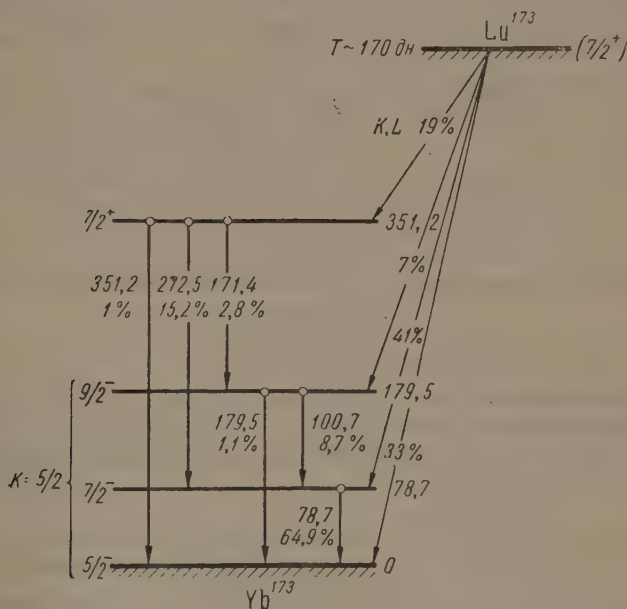 Lu¹⁷³
T ~ 170 дн
(7/2⁺)
K,L 19%
7/2⁺
351,2
351,2 272,5 171,4
1% 15,2% 2,8%
7%
41%
9/2⁻
179,5
179,5 100,7
1,1% 8,7%
33%
K = 5/2
7/2⁻
78,7
78,7
64,9%
5/2⁻
0
Yb¹⁷³